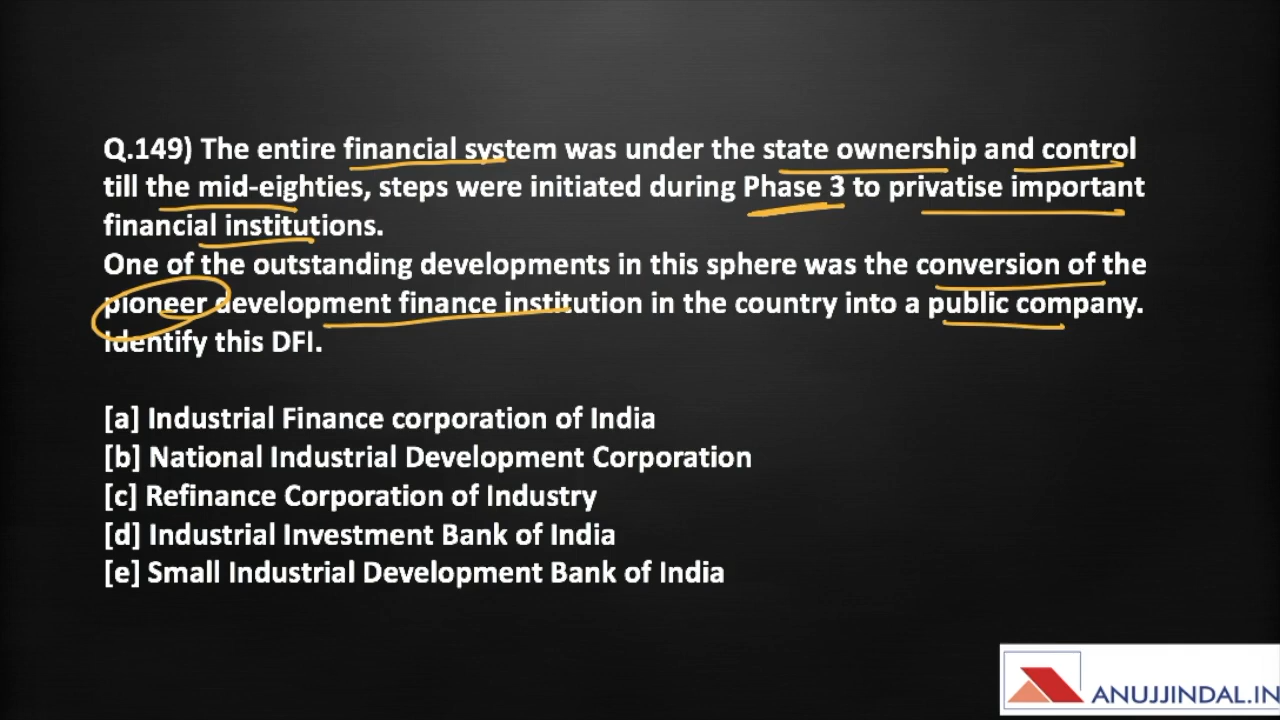 Q.149) The entire financial system was under the state ownership and control
till the mid-eighties, steps were initiated during Phase 3 to privatise important
financial institutions.
One of the outstanding developments in this sphere was the conversion of the
pioneer development finance institution in the country into a public company.
Identify this DFI.
[a] Industrial Finance corporation of India
[b] National Industrial Development Corporation
[c] Refinance Corporation of Industry
[d] Industrial Investment Bank of India
[e] Small Industrial Development Bank of India
ANUJJINDAL.IN